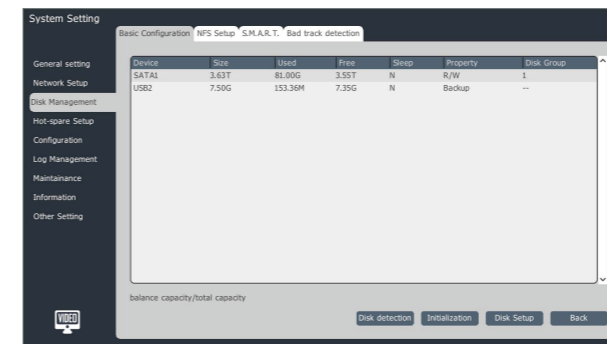 System Setting
Basic Configuration NFS Setup S.M.A.R.T. Bad track detection
General setting
Network Setup
Disk Management
Hot-spare Setup
Configuration
Log Management
Maintainance
Information
Other Setting
Device Size Used Free Sleep Property Disk Group
SATA1 3.63T 81.00G 3.55T N R/W 1
USB2 7.50G 153.36M 7.35G N Backup --
balance capacity/total capacity
Disk detection Initialization Disk Setup Back
VIDEO